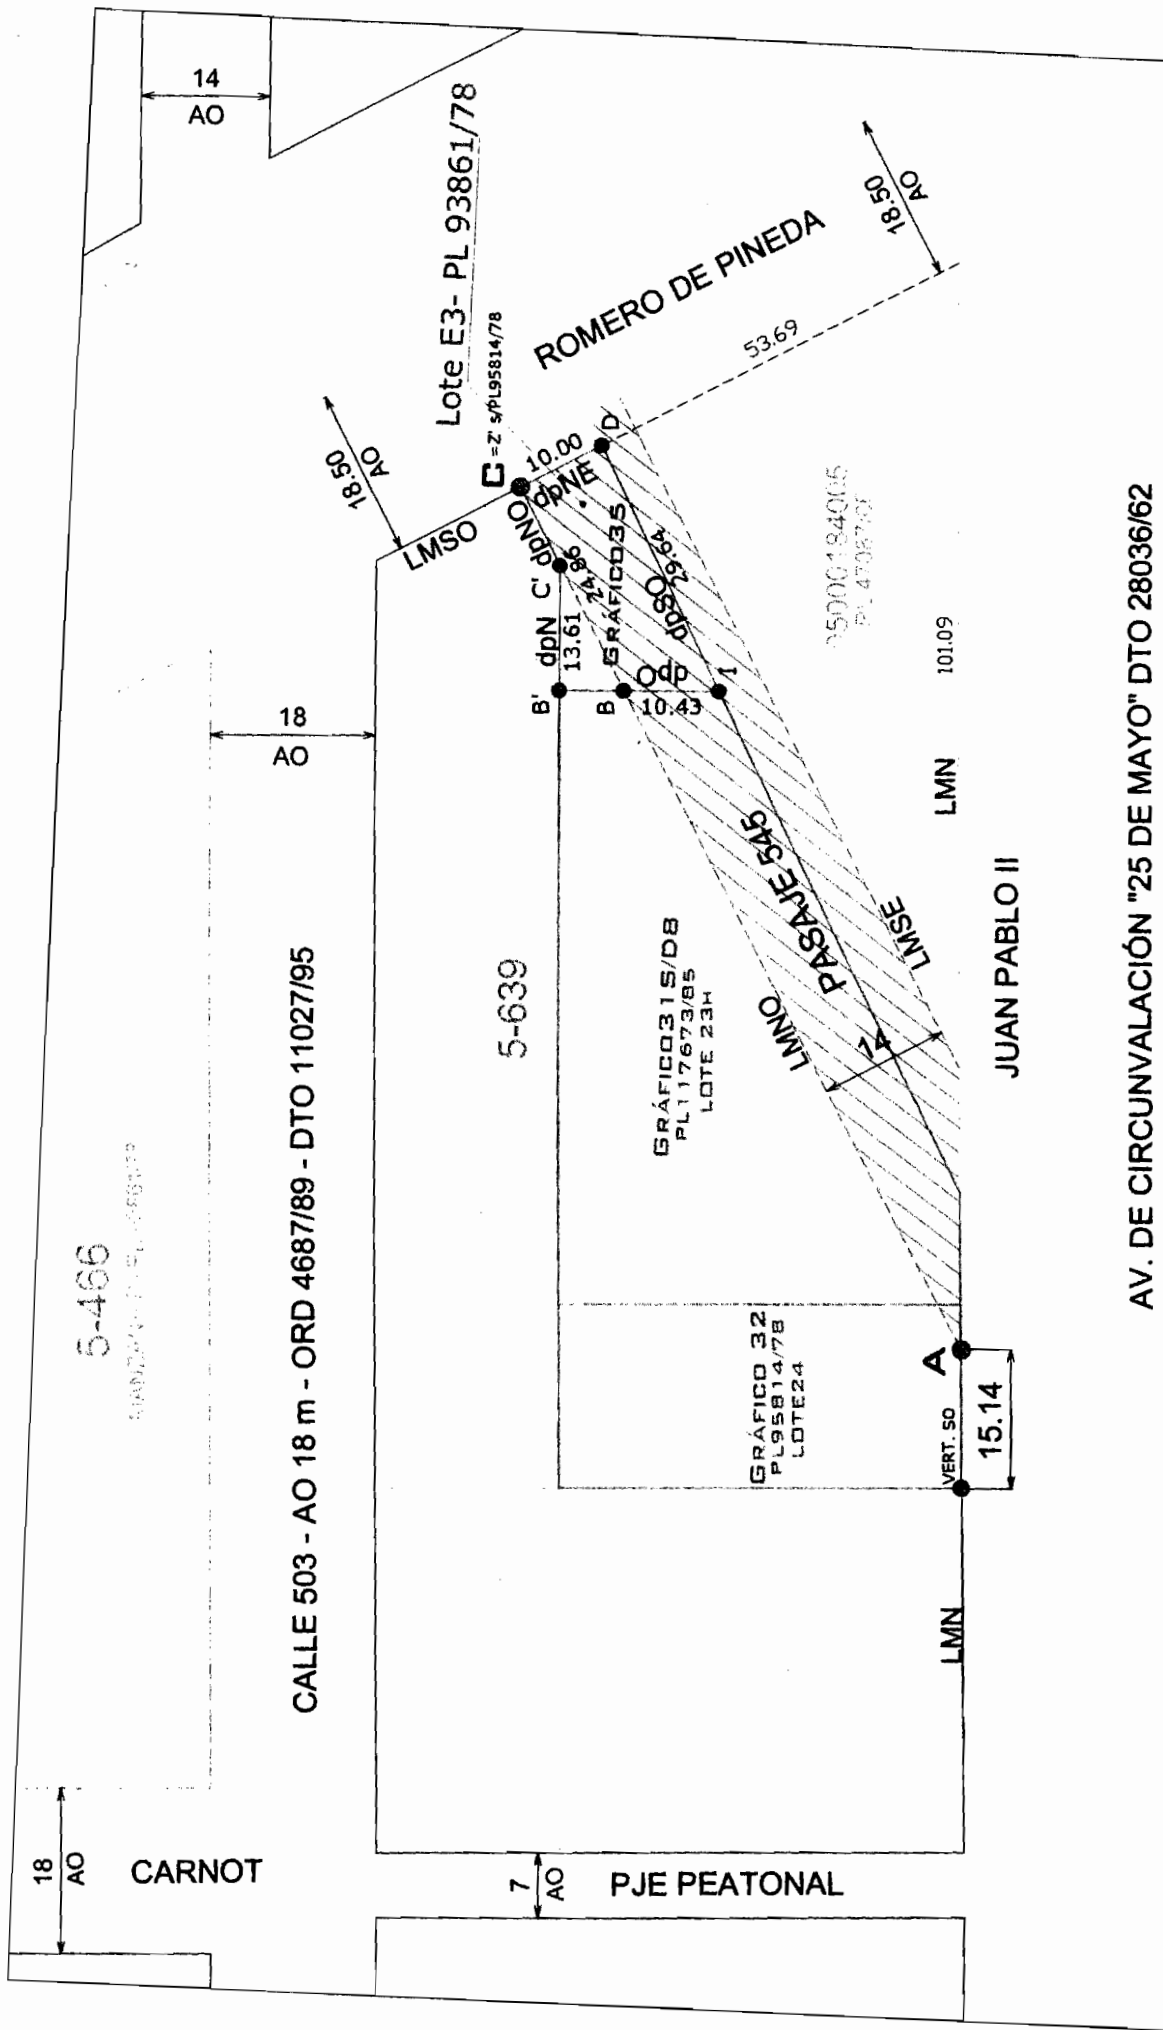 14
AO
Lote E3- PL 93861/78
C =Z' s/PL95814/78
18.50
AO
ROMERO DE PINEDA
18.50
AO
53.69
LMSO
10.00
dpNE
D
dpNO
C'
24.86
GRÁFICO35
dpN
13.61
B'
B
dpO
10.43
dpSO
29.64
I
101.09
LMN
18
AO
5-466
CALLE 503 - AO 18 m - ORD 4687/89 - DTO 11027/95
5-639
GRÁFICO31S/DB
PL117673/85
LOTE 23H
PASAJE 545
LMNO
14
LMSE
JUAN PABLO II
AV. DE CIRCUNVALACIÓN "25 DE MAYO" DTO 28036/62
GRÁFICO 32
PL95814/78
LOTE24
A
VERT. SO
15.14
LMN
18
AO
CARNOT
7
AO
PJE PEATONAL